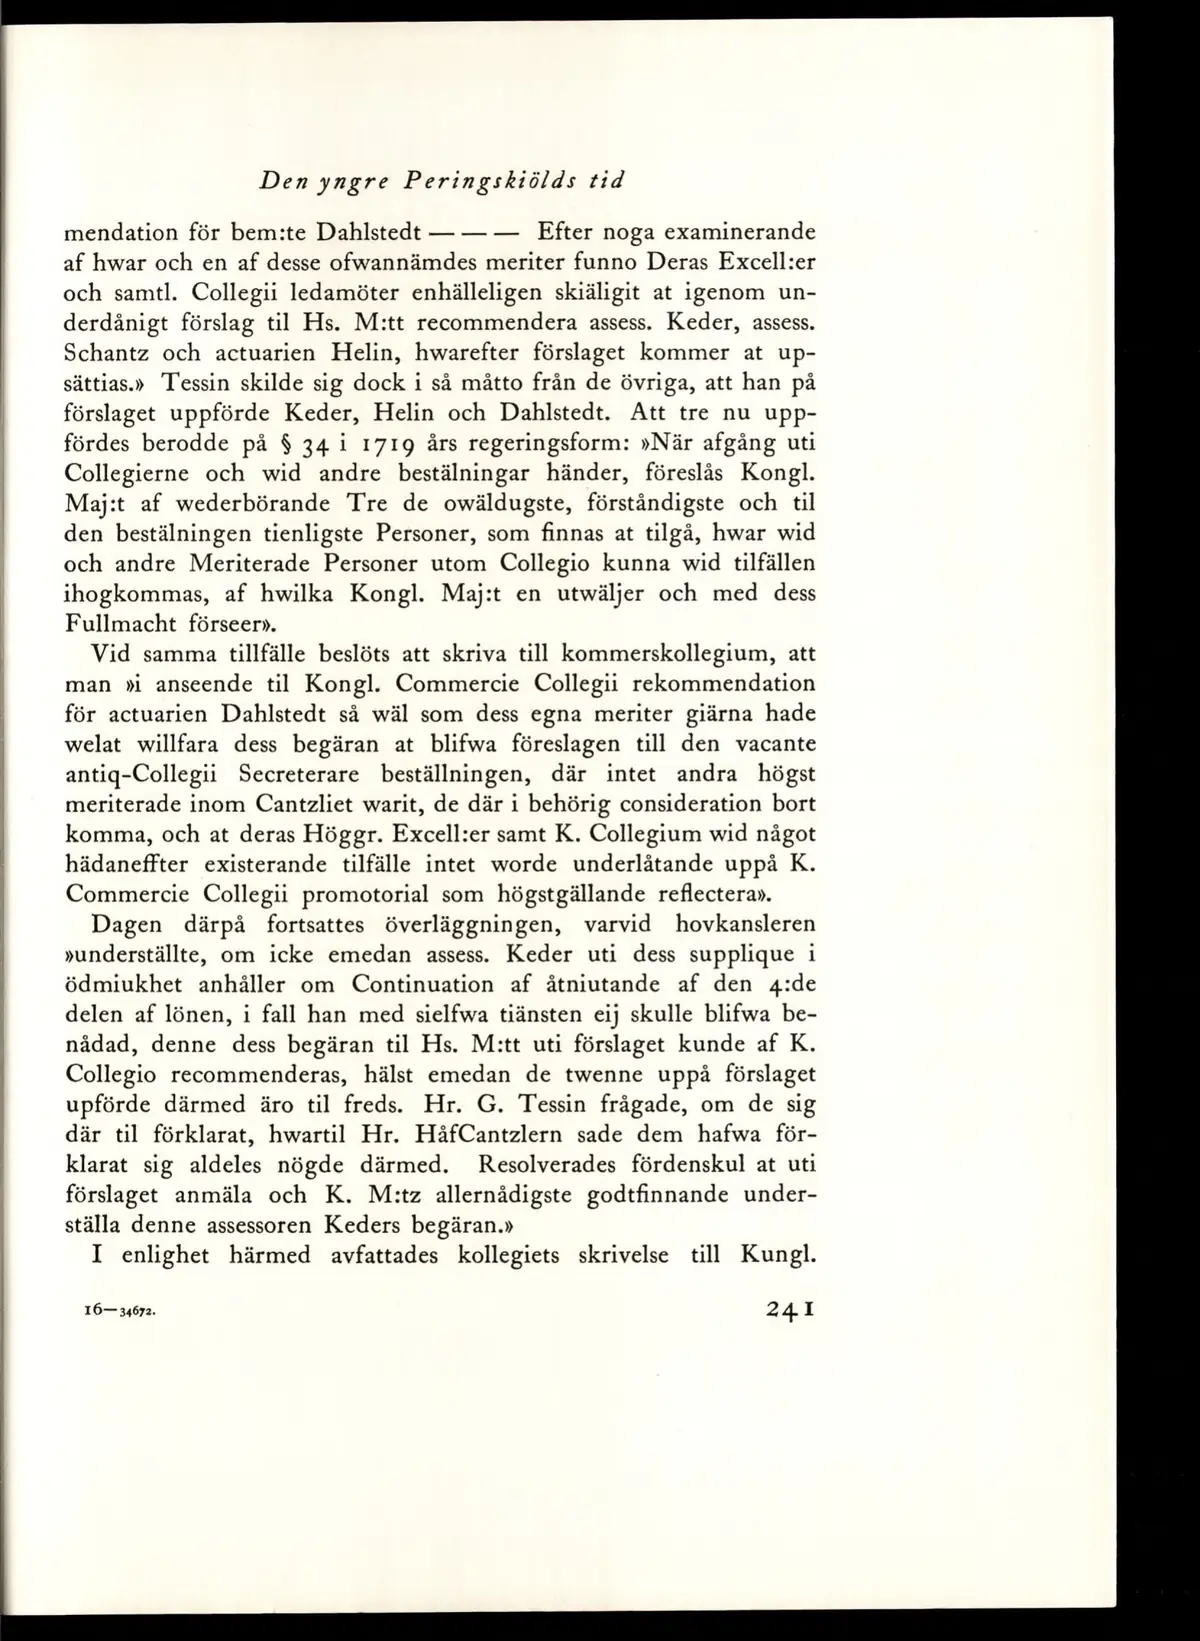 Den yngre Peringskiölds tid
mendation för bem:te Dahlstedt — — — Efter noga examinerande
af hwar och en af desse ofwannämdes meriter funno Deras Excell:er
och samtl. Collegii ledamöter enhälleligen skiäligit at igenom un-
derdånigt förslag til Hs. M:tt recommendera assess. Keder, assess.
Schantz och actuarien Helin, hwarefter förslaget kommer at up-
sättias.» Tessin skilde sig dock i så måtto från de övriga, att han på
förslaget uppförde Keder, Helin och Dahlstedt. Att tre nu upp-
fördes berodde på § 34 i 1719 års regeringsform: »När afgång uti
Collegierne och wid andre bestälningar händer, föreslås Kongl.
Maj:t af wederbörande Tre de owäldugste, förståndigste och til
den bestälningen tienligste Personer, som finnas at tilgå, hwar wid
och andre Meriterade Personer utom Collegio kunna wid tilfällen
ihogkommas, af hwilka Kongl. Maj:t en utwäljer och med dess
Fullmacht förseer».
Vid samma tillfälle beslöts att skriva till kommerskollegium, att
man »i anseende til Kongl. Commercie Collegii rekommendation
för actuarien Dahlstedt så wäl som dess egna meriter giärna hade
welat willfara dess begäran at blifwa föreslagen till den vacante
antiq-Collegii Secreterare beställningen, där intet andra högst
meriterade inom Cantzliet warit, de där i behörig consideration bort
komma, och at deras Höggr. Excell:er samt K. Collegium wid något
hädaneffter existerande tilfälle intet worde underlåtande uppå K.
Commercie Collegii promotorial som högstgällande reflectera».
Dagen därpå fortsattes överläggningen, varvid hovkansleren
»underställte, om icke emedan assess. Keder uti dess supplique i
ödmiukhet anhåller om Continuation af åtniutande af den 4:de
delen af lönen, i fall han med sielfwa tiänsten eij skulle blifwa be-
nådad, denne dess begäran til Hs. M:tt uti förslaget kunde af K.
Collegio recommenderas, hälst emedan de twenne uppå förslaget
upförde därmed äro til freds. Hr. G. Tessin frågade, om de sig
där til förklarat, hwartil Hr. HåfCantzlern sade dem hafwa för-
klarat sig aldeles nögde därmed. Resolverades fördenskul at uti
förslaget anmäla och K. M:tz allernådigste godtfinnande under-
ställa denne assessoren Keders begäran.»
I enlighet härmed avfattades kollegiets skrivelse till Kungl.
16—34672.
241